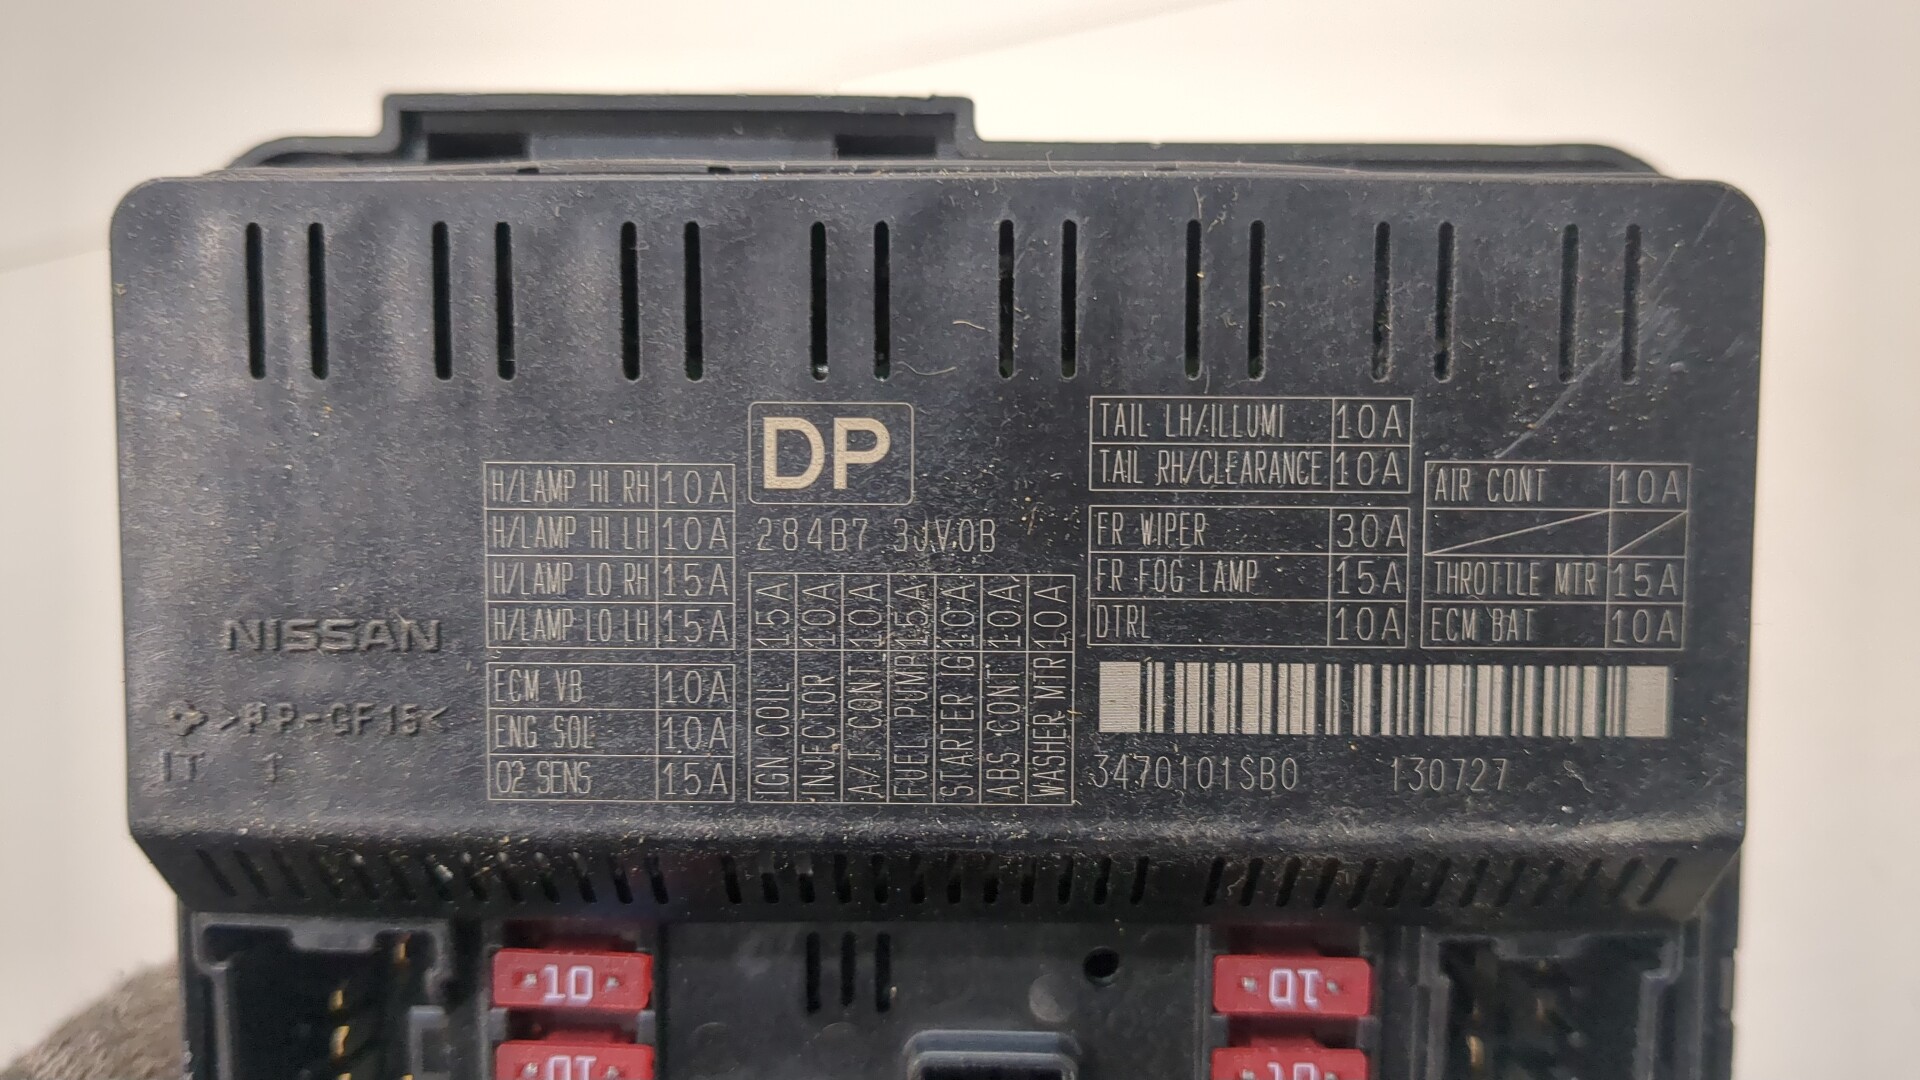 DP
284B7 3JV0B
H/LAMP HI RH 10A
H/LAMP HI LH 10A
H/LAMP LO RH 15A
H/LAMP LO LH 15A
ECM VB 10A
ENG SOL 10A
O2 SENS 15A
NISSAN
>PP-GF15<
IT 1
IGN COIL 15A
INJECTOR 10A
A/T CONT 10A
FUEL PUMP 15A
STARTER IG 10A
ABS CONT 10A
WASHER MTR 10A
TAIL LH/ILLUMI 10A
TAIL RH/CLEARANCE 10A
FR WIPER 30A
FR FOG LAMP 15A
DTRL 10A
AIR CONT 10A
THROTTLE MTR 15A
ECM BAT 10A
3470101SB0 130727
10
10
10
10